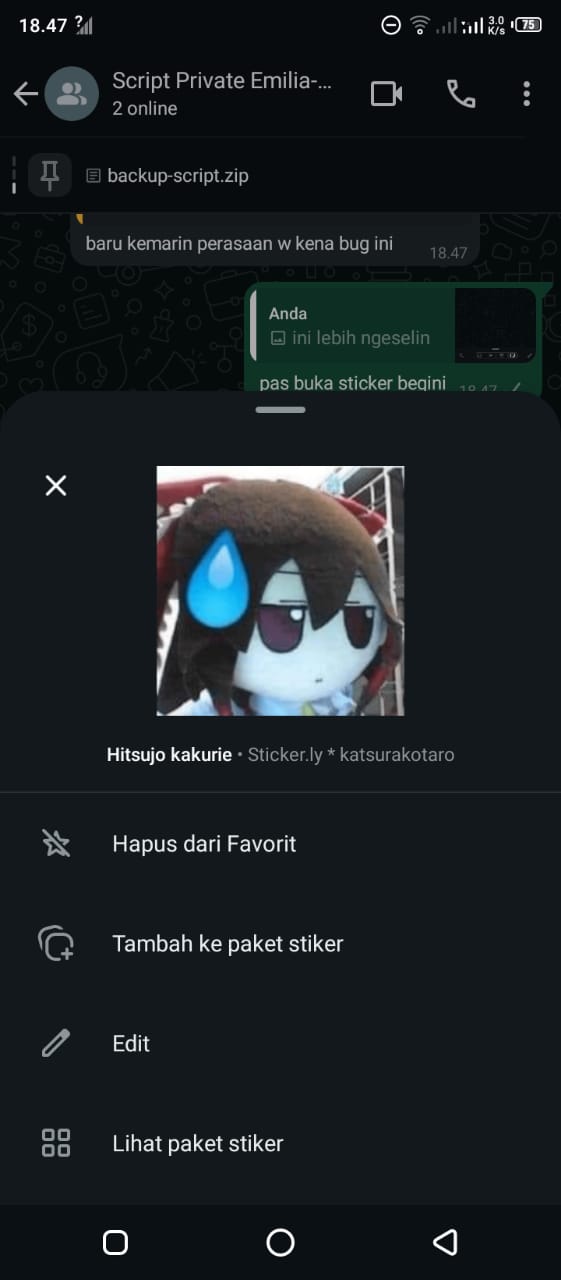 18.47
3.0
K/s
75
Script Private Emilia-...
2 online
backup-script.zip
baru kemarin perasaan w kena bug ini
18.47
Anda
ini lebih ngeselin
pas buka sticker begini
18.47
Hitsujo kakurie • Sticker.ly * katsurakotaro
Hapus dari Favorit
Tambah ke paket stiker
Edit
Lihat paket stiker